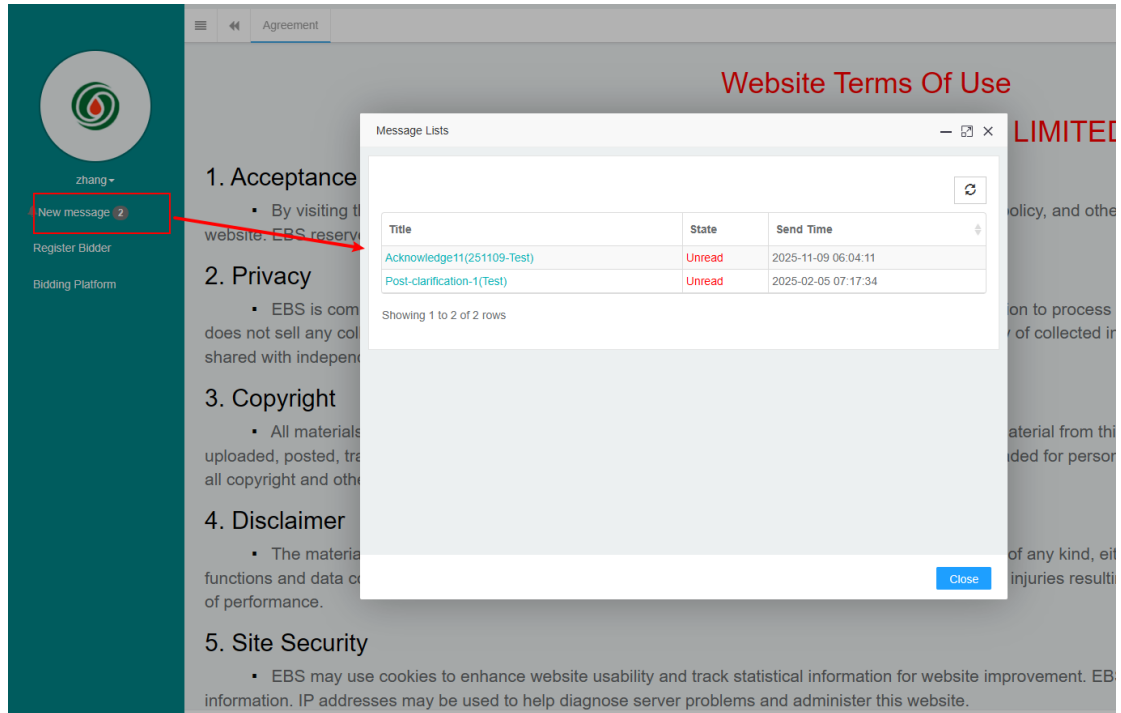 Agreement
Website Terms Of Use
LIMITED
zhang
New message 2
Register Bidder
Bidding Platform
Message Lists
Title State Send Time
Acknowledge11(251109-Test) Unread 2025-11-09 06:04:11
Post-clarification-1(Test) Unread 2025-02-05 07:17:34
Showing 1 to 2 of 2 rows
Close
1. Acceptance
▪ By visiting olicy, and othe
website. EBS reserv
2. Privacy
▪ EBS is com ion to process
does not sell any col of collected in
shared with independ
3. Copyright
▪ All materials aterial from thi
uploaded, posted, tra ded for person
all copyright and othe
4. Disclaimer
▪ The materia of any kind, eit
functions and data co injuries resulti
of performance.
5. Site Security
▪ EBS may use cookies to enhance website usability and track statistical information for website improvement. EB
information. IP addresses may be used to help diagnose server problems and administer this website.